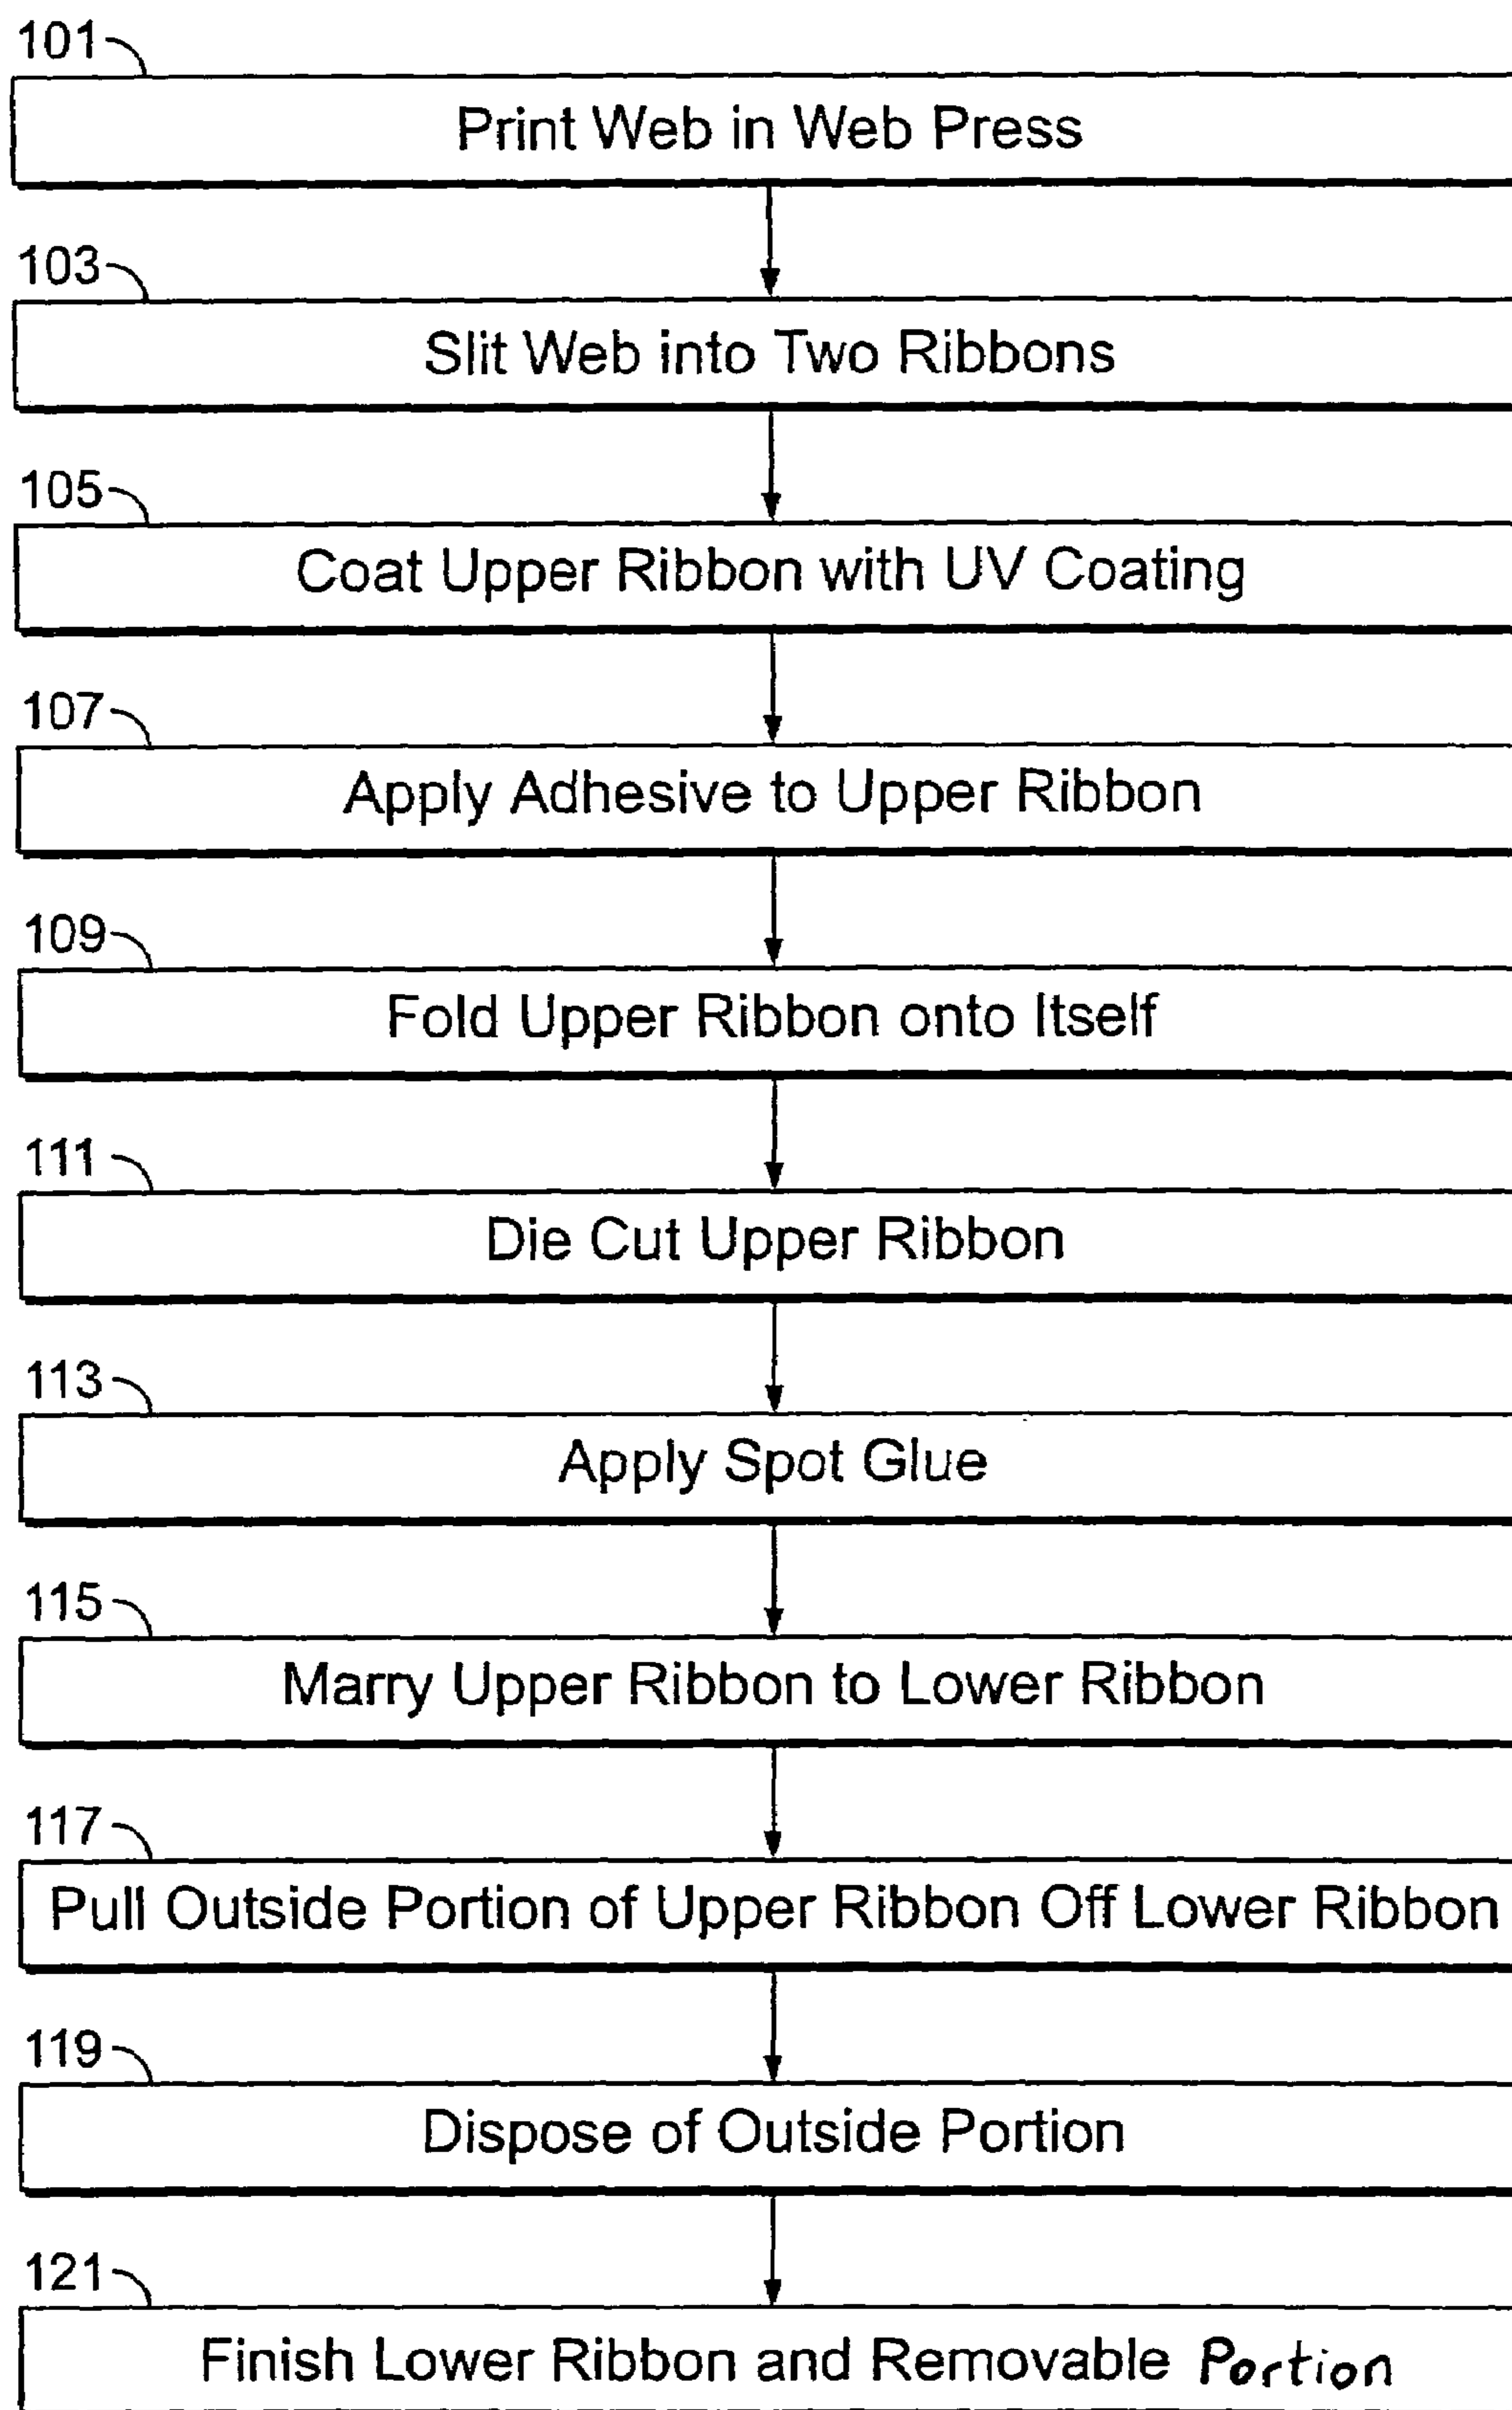 101
Print Web in Web Press
103
Slit Web into Two Ribbons
105
Coat Upper Ribbon with UV Coating
107
Apply Adhesive to Upper Ribbon
109
Fold Upper Ribbon onto Itself
111
Die Cut Upper Ribbon
113
Apply Spot Glue
115
Marry Upper Ribbon to Lower Ribbon
117
Pull Outside Portion of Upper Ribbon Off Lower Ribbon
119
Dispose of Outside Portion
121
Finish Lower Ribbon and Removable Portion